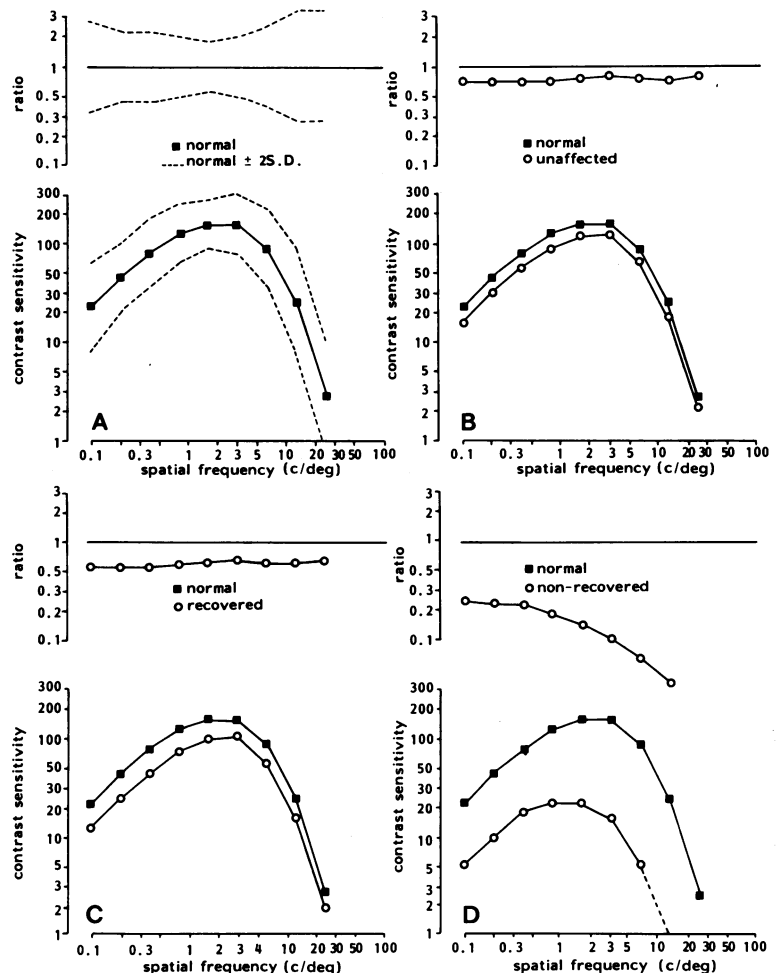 3
2
1
0.5
0.3
0.1
ratio
■ normal
----- normal ± 2S.D.
300
200
100
50
30
20
10
5
3
2
1
contrast sensitivity
A
0.1 0.3 1 2 3 5 10 20 30 50 100
spatial frequency (c/deg)
3
2
1
0.5
0.3
0.1
ratio
■ normal
o unaffected
300
200
100
50
30
20
10
5
3
2
1
contrast sensitivity
B
0.1 0.3 1 2 3 5 10 20 30 50 100
spatial frequency (c/deg)
3
2
1
0.5
0.3
0.2
0.1
ratio
■ normal
o recovered
300
200
100
50
30
20
10
5
3
2
1
contrast sensitivity
C
0.1 0.3 1 2 3 4 10 20 30 50 100
spatial frequency (c/deg)
3
2
1
0.5
0.2
0.1
ratio
■ normal
o non-recovered
300
200
100
50
30
20
10
5
3
2
1
contrast sensitivity
D
0.1 0.3 1 2 3 5 10 20 30 50 100
spatial frequency (c/deg)